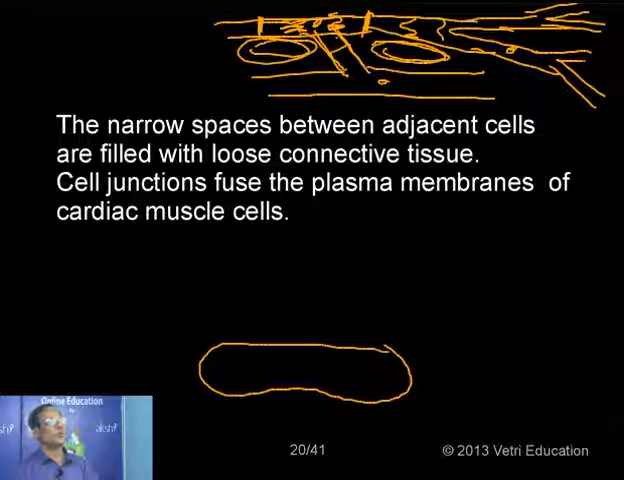 The narrow spaces between adjacent cells
are filled with loose connective tissue.
Cell junctions fuse the plasma membranes of
cardiac muscle cells.
Online Education
20/41
© 2013 Vetri Education